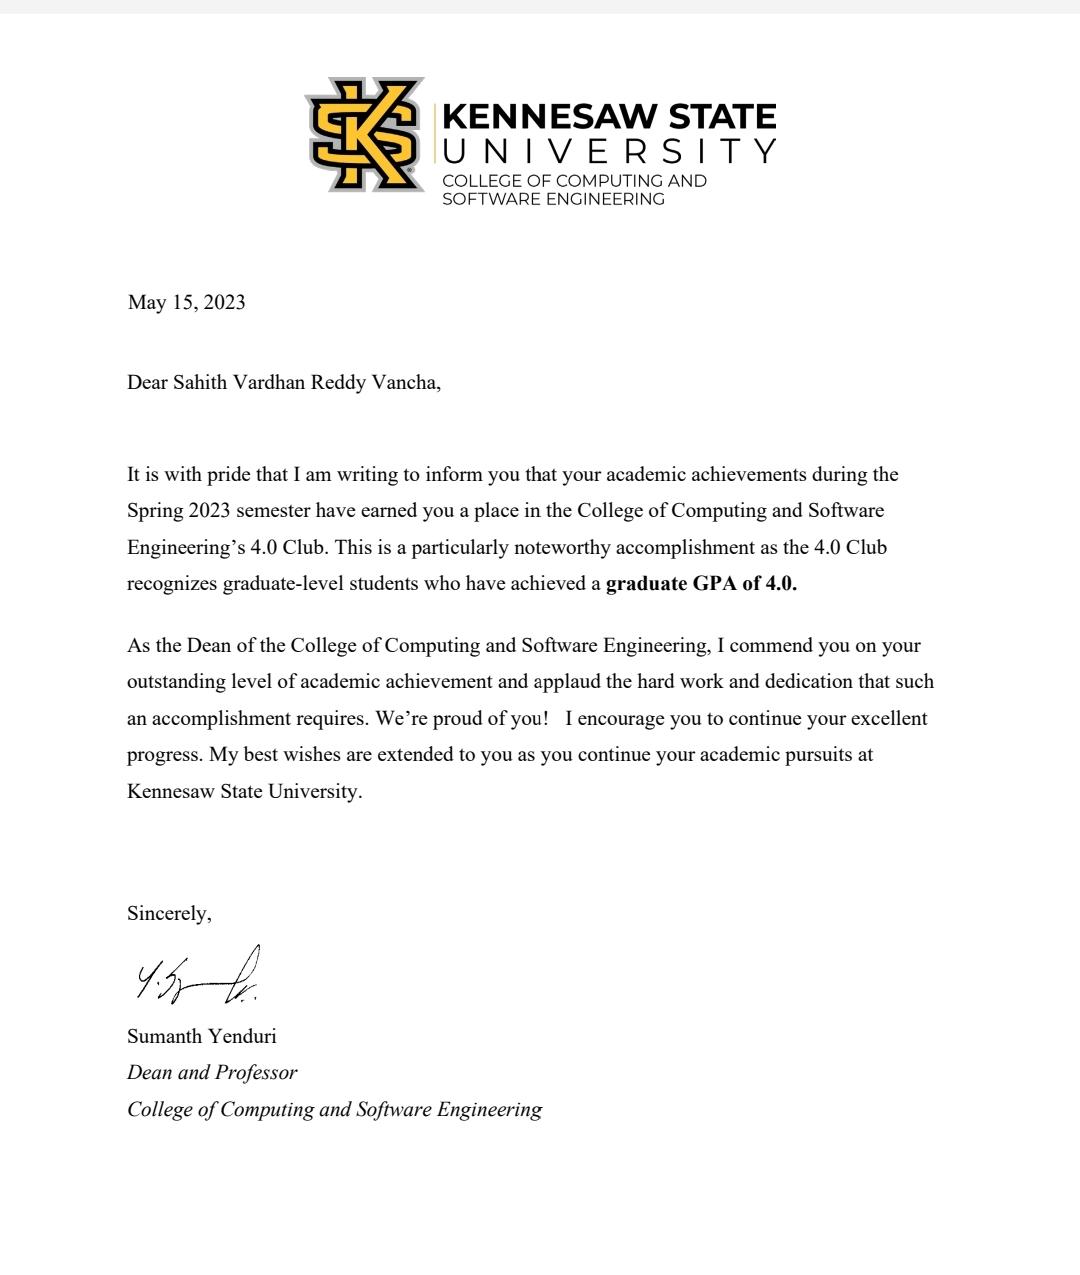 KS
KENNESAW STATE
UNIVERSITY
COLLEGE OF COMPUTING AND
SOFTWARE ENGINEERING
May 15, 2023
Dear Sahith Vardhan Reddy Vancha,
It is with pride that I am writing to inform you that your academic achievements during the
Spring 2023 semester have earned you a place in the College of Computing and Software
Engineering’s 4.0 Club. This is a particularly noteworthy accomplishment as the 4.0 Club
recognizes graduate-level students who have achieved a graduate GPA of 4.0.
As the Dean of the College of Computing and Software Engineering, I commend you on your
outstanding level of academic achievement and applaud the hard work and dedication that such
an accomplishment requires. We’re proud of you!   I encourage you to continue your excellent
progress. My best wishes are extended to you as you continue your academic pursuits at
Kennesaw State University.
Sincerely,
Sumanth Yenduri
Dean and Professor
College of Computing and Software Engineering